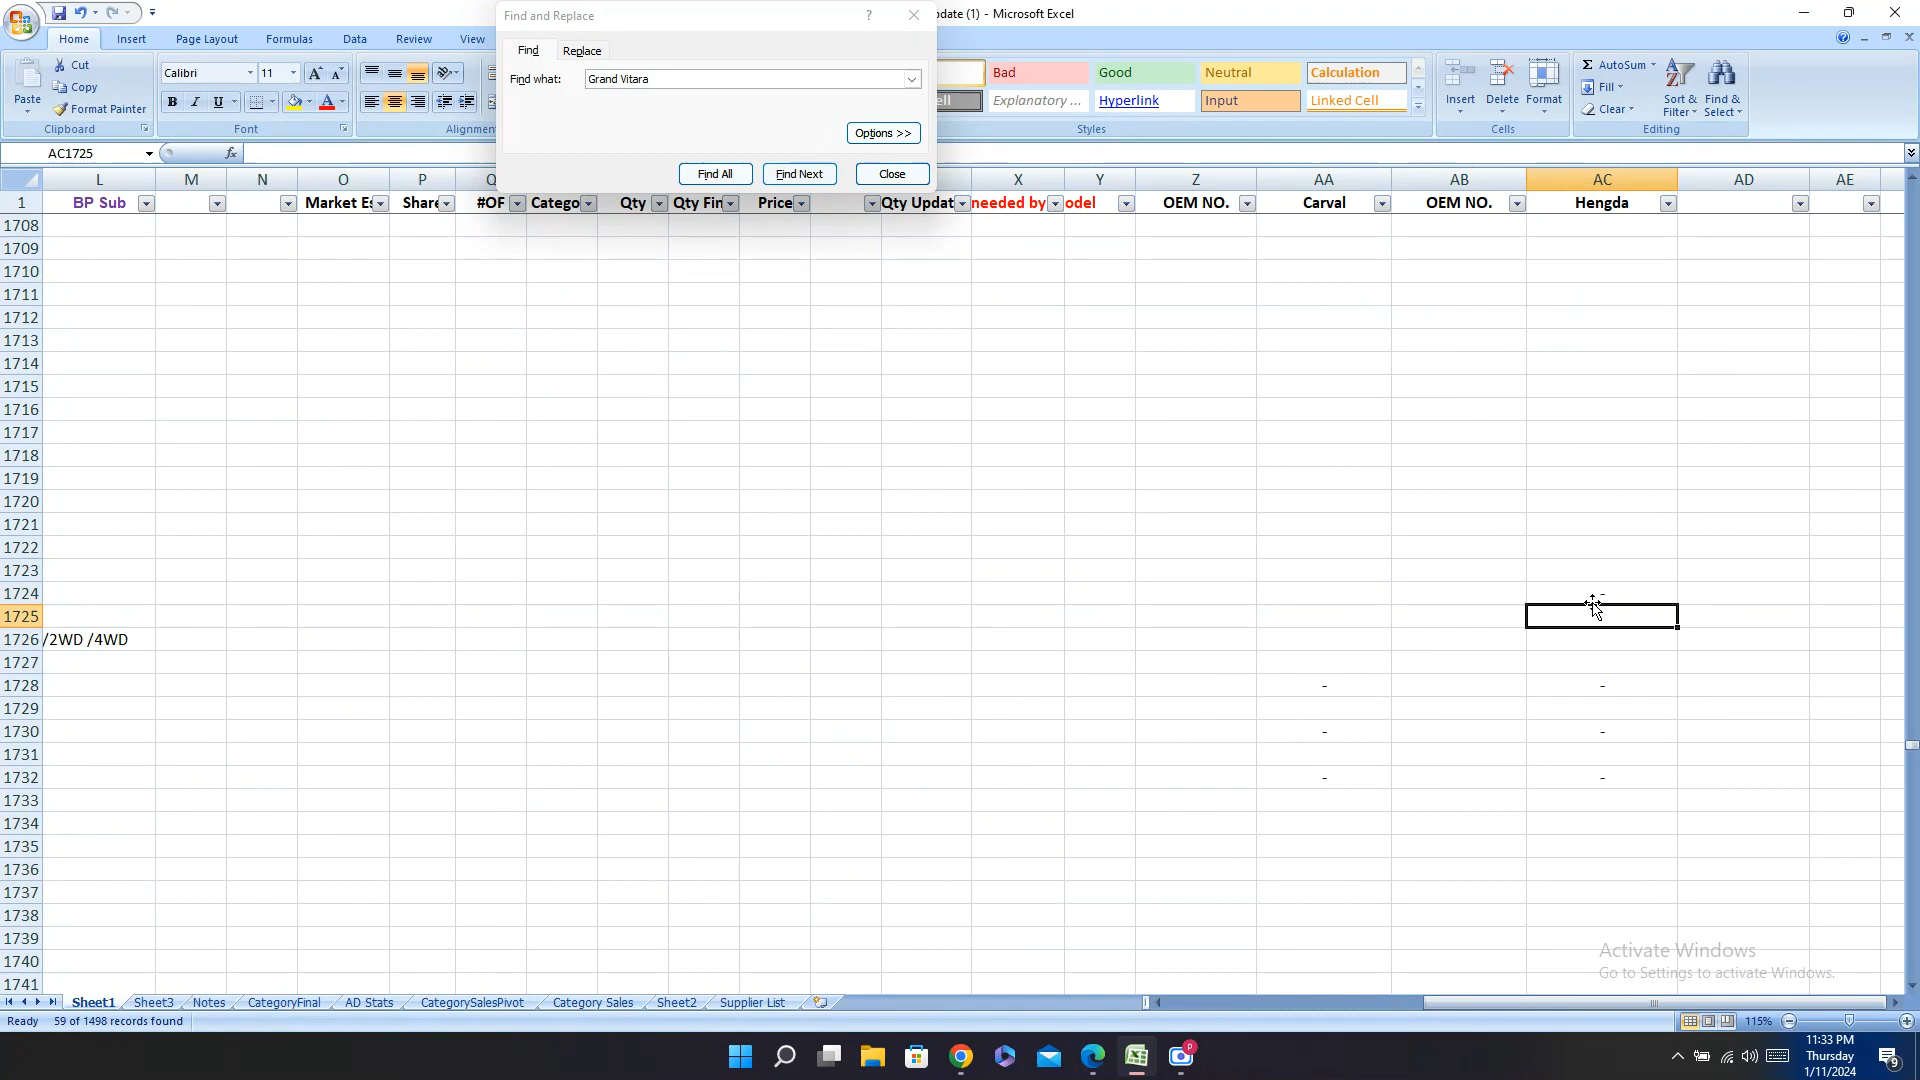 pdate (1) - Microsoft Excel
Find and Replace
?
Home
Insert
Page Layout
Formulas
Data
Review
View
Find
Replace
Cut
Copy
Format Painter
Paste
Calibri
11
B I U
Find what:
Grand Vitara
Options >>
Find All
Find Next
Close
Bad
Good
Neutral
Calculation
Explanatory ...
Hyperlink
Input
Linked Cell
Insert
Delete
Format
AutoSum
Fill
Clear
Sort & Filter
Find & Select
Clipboard
Font
Alignmen
Styles
Cells
Editing
AC1725
fx
L M N O P Q X Y Z AA AB AC AD AE
1 BP Sub Market Es Share #OF Catego Qty Qty Fin Price Qty Updat needed by odel OEM NO. Carval OEM NO. Hengda
1708
1709
1710
1711
1712
1713
1714
1715
1716
1717
1718
1719
1720
1721
1722
1723
1724 -
1725
1726 /2WD /4WD
1727
1728 - -
1729
1730 - -
1731
1732 - -
1733
1734
1735
1736
1737
1738
1739
1740
1741
Activate Windows
Go to Settings to activate Windows.
Sheet1
Sheet3
Notes
CategoryFinal
AD Stats
CategorySalesPivot
Category Sales
Sheet2
Supplier List
Ready
59 of 1498 records found
115%
11:33 PM
Thursday
1/11/2024
9